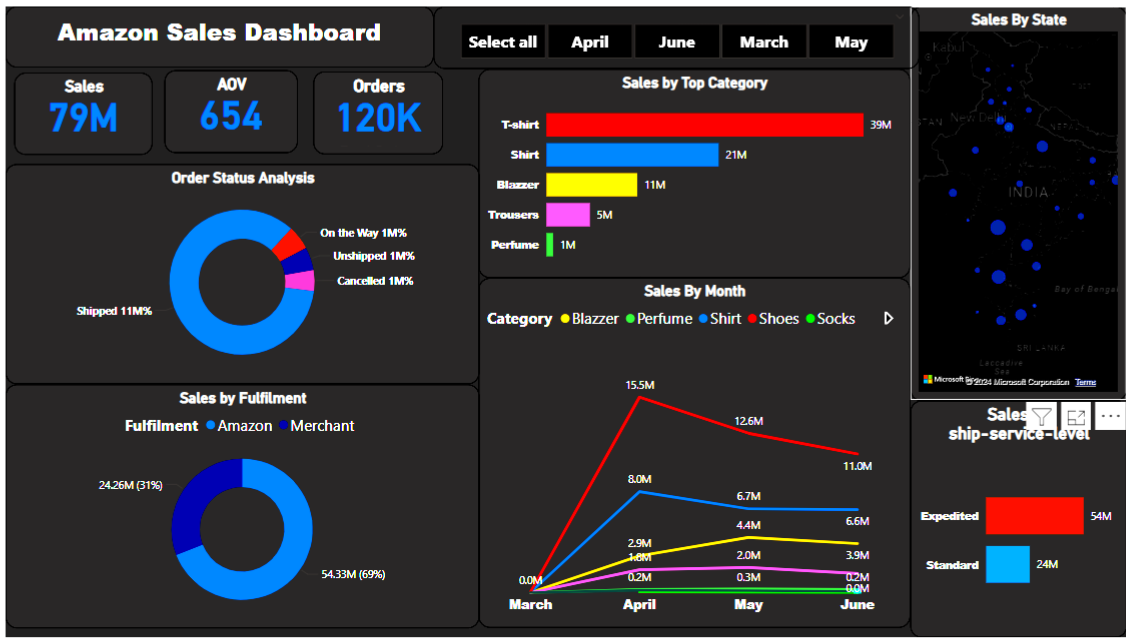 Amazon Sales Dashboard
Select all April June March May
Sales
79M
AOV
654
Orders
120K
Order Status Analysis
On the Way 1M%
Unshipped 1M%
Cancelled 1M%
Shipped 11M%
Sales by Fulfilment
Fulfilment Amazon Merchant
24.26M (31%)
54.33M (69%)
Sales by Top Category
T-shirt 39M
Shirt 21M
Blazzer 11M
Trousers 5M
Perfume 1M
Sales By Month
Category Blazzer Perfume Shirt Shoes Socks
15.5M
12.6M
11.0M
8.0M
6.7M
6.6M
4.4M
2.9M
3.9M
1.8M
2.0M
0.0M
0.2M
0.3M
0.2M
0.0M
March April May June
Sales By State
Kabul
New Delhi
NEPAL
INDIA
Bay of Bengal
SRI LANKA
Laccadive
Sea
Microsoft
© 2024 Microsoft Corporation Terms
Sales
ship-service-level
Expedited 54M
Standard 24M